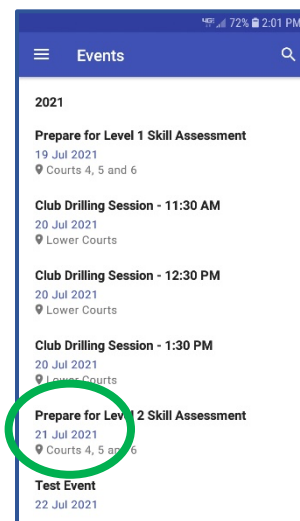 72% 2:01 PM
Events
2021
Prepare for Level 1 Skill Assessment
19 Jul 2021
Courts 4, 5 and 6
Club Drilling Session - 11:30 AM
20 Jul 2021
Lower Courts
Club Drilling Session - 12:30 PM
20 Jul 2021
Lower Courts
Club Drilling Session - 1:30 PM
20 Jul 2021
Lower Courts
Prepare for Level 2 Skill Assessment
21 Jul 2021
Courts 4, 5 and 6
Test Event
22 Jul 2021